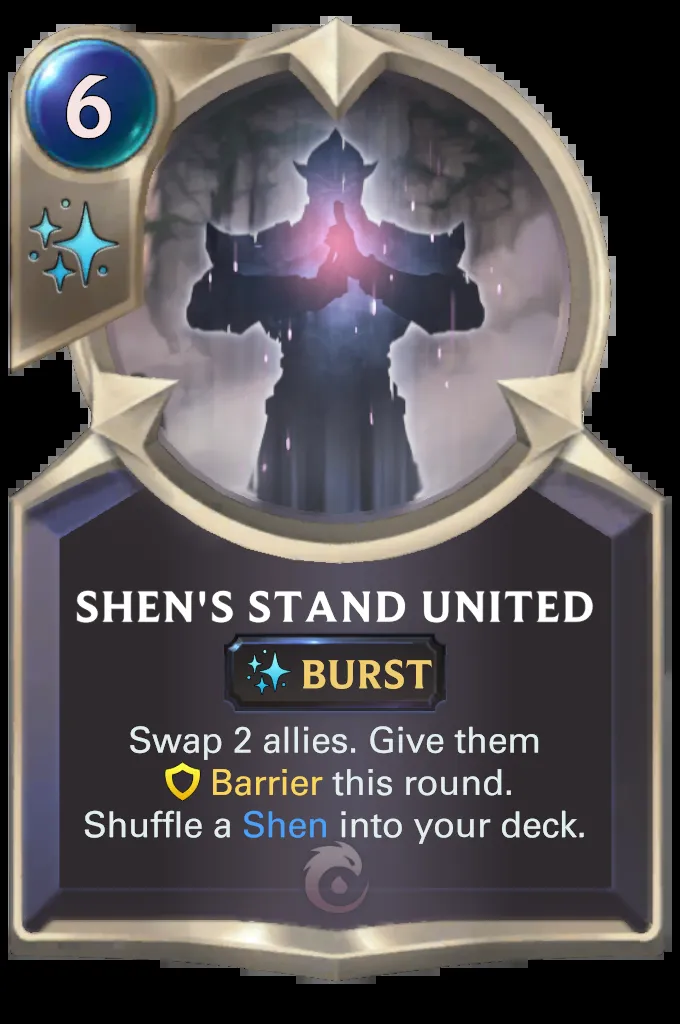 6
SHEN'S STAND UNITED
BURST
Swap 2 allies. Give them
Barrier this round.
Shuffle a Shen into your deck.